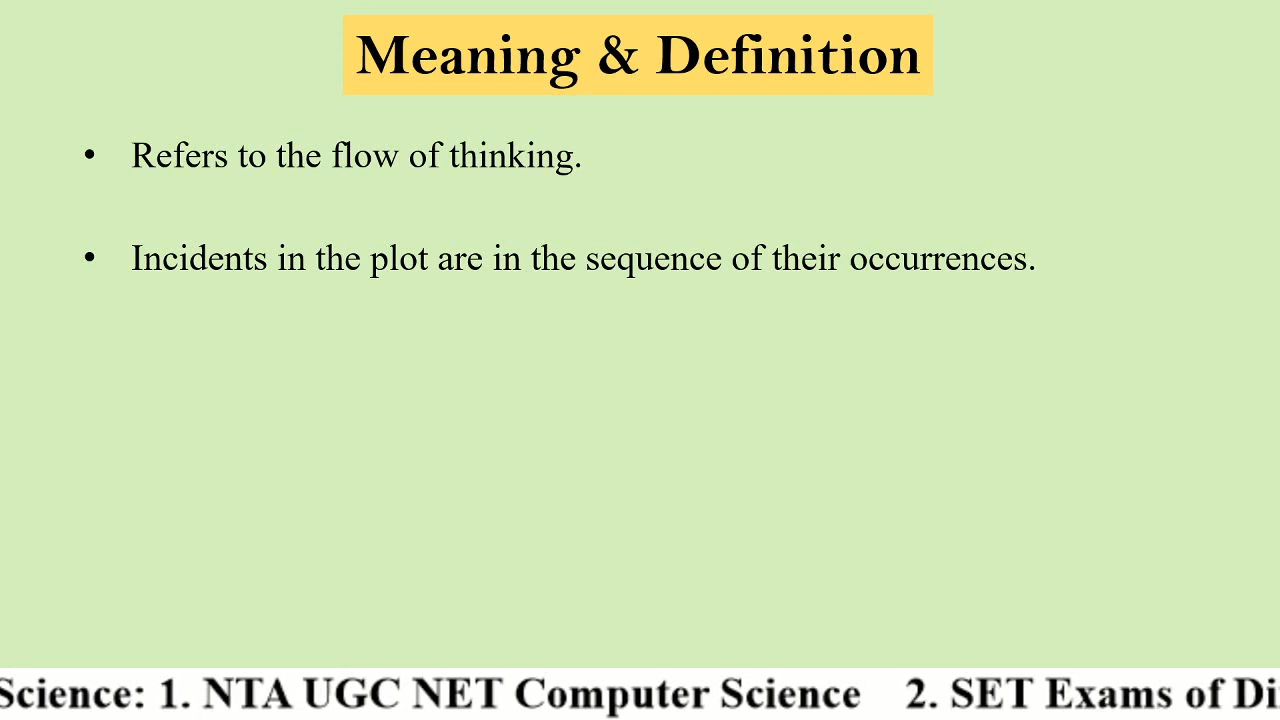 Meaning & Definition
• Refers to the flow of thinking.
• Incidents in the plot are in the sequence of their occurrences.
Science: 1. NTA UGC NET Computer Science 2. SET Exams of Di